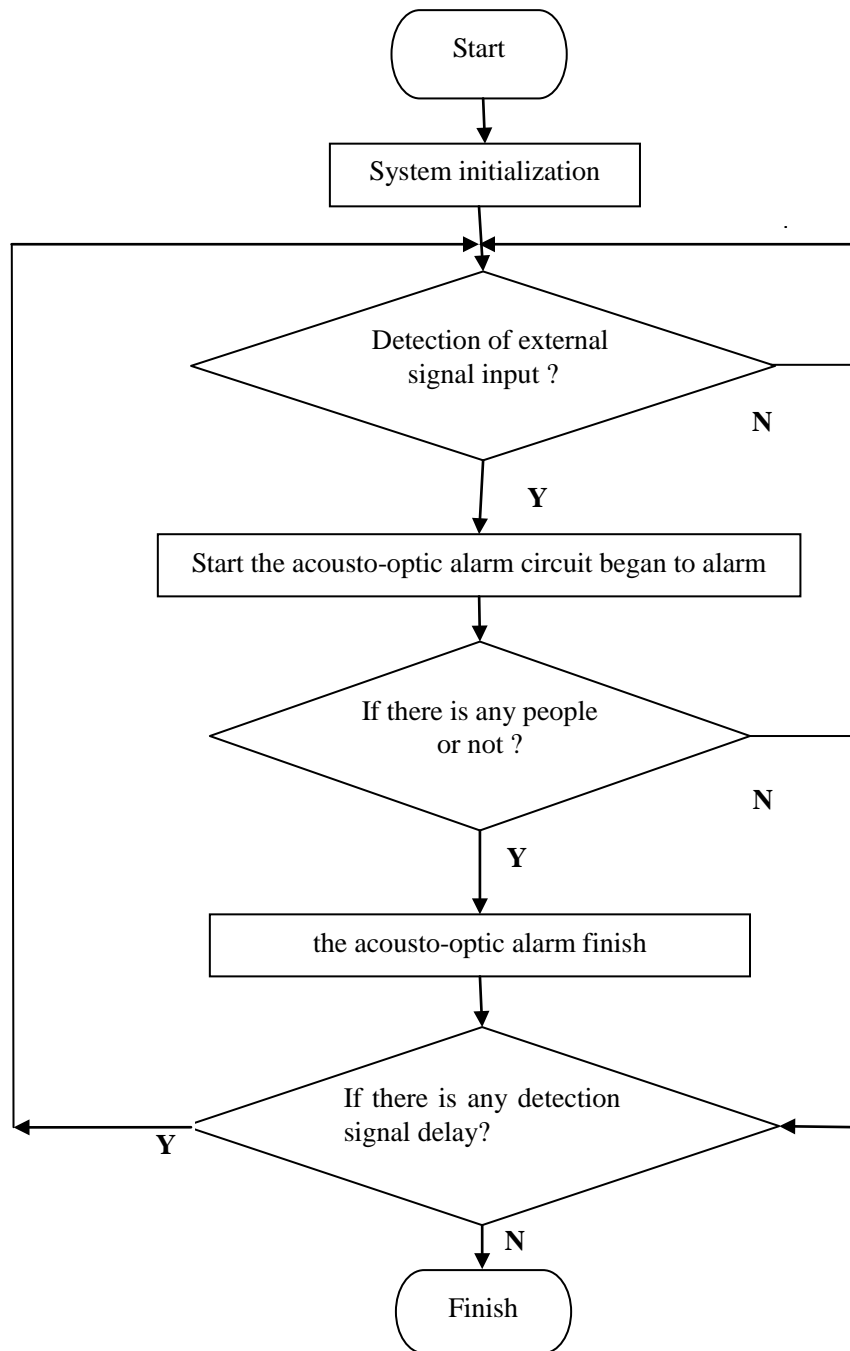 Start
System initialization
Detection of external
signal input ?
N
Y
Start the acousto-optic alarm circuit began to alarm
If there is any people
or not ?
N
Y
the acousto-optic alarm finish
If there is any detection
signal delay?
Y
N
Finish